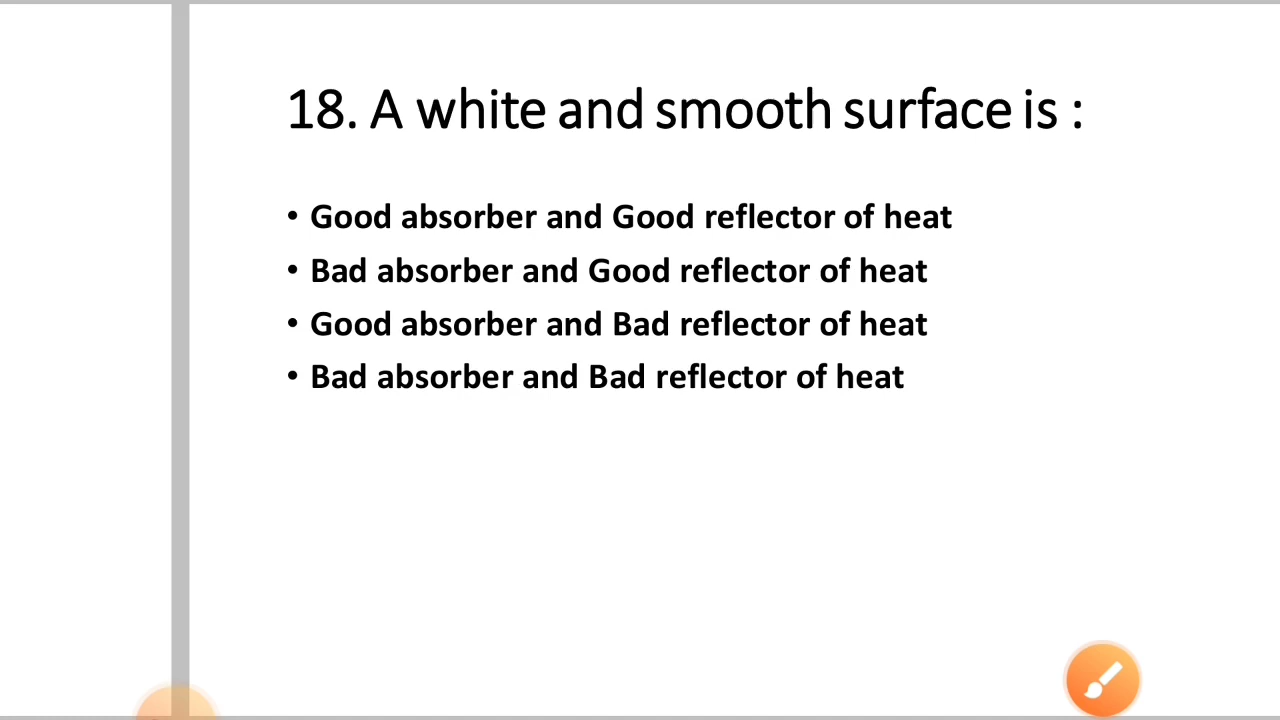 18. A white and smooth surface is :
• Good absorber and Good reflector of heat
• Bad absorber and Good reflector of heat
• Good absorber and Bad reflector of heat
• Bad absorber and Bad reflector of heat